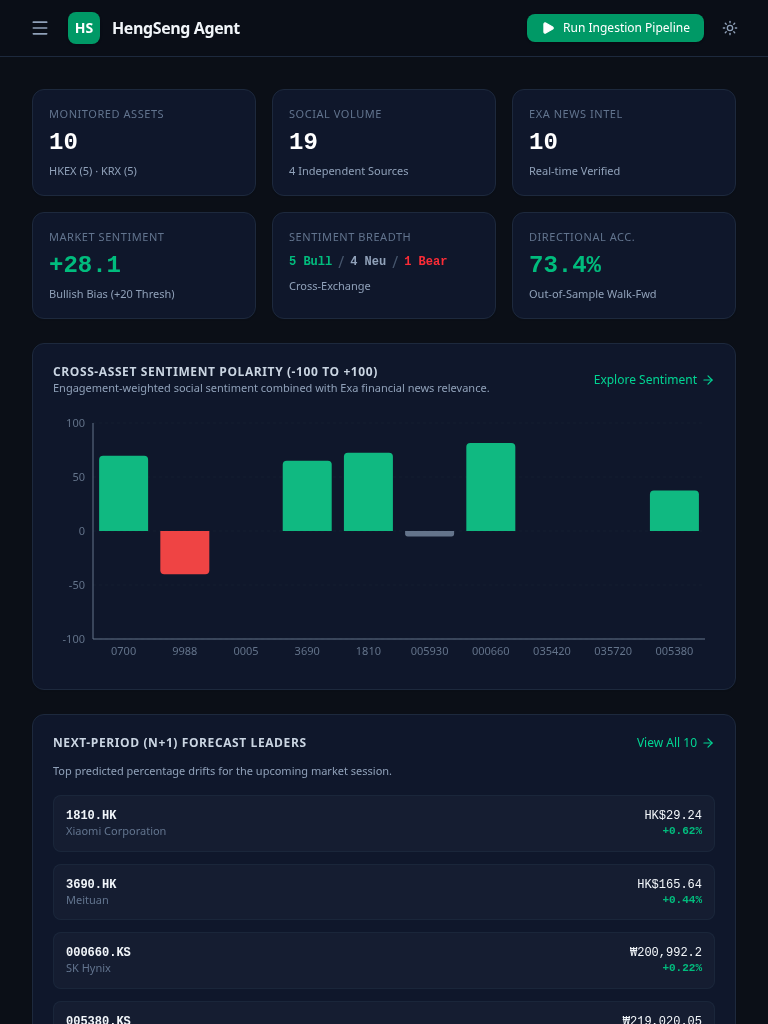 HS HengSeng Agent Run Ingestion Pipeline
MONITORED ASSETS
10
HKEX (5) · KRX (5)
SOCIAL VOLUME
19
4 Independent Sources
EXA NEWS INTEL
10
Real-time Verified
MARKET SENTIMENT
+28.1
Bullish Bias (+20 Thresh)
SENTIMENT BREADTH
5 Bull / 4 Neu / 1 Bear
Cross-Exchange
DIRECTIONAL ACC.
73.4%
Out-of-Sample Walk-Fwd
CROSS-ASSET SENTIMENT POLARITY (-100 TO +100)
Engagement-weighted social sentiment combined with Exa financial news relevance.
Explore Sentiment →
100
50
0
-50
-100
0700 9988 0005 3690 1810 005930 000660 035420 035720 005380
NEXT-PERIOD (N+1) FORECAST LEADERS
View All 10 →
Top predicted percentage drifts for the upcoming market session.
1810.HK HK$29.24
Xiaomi Corporation +0.62%
3690.HK HK$165.64
Meituan +0.44%
000660.KS ₩200,992.2
SK Hynix +0.22%
005380.KS ₩219,020.05